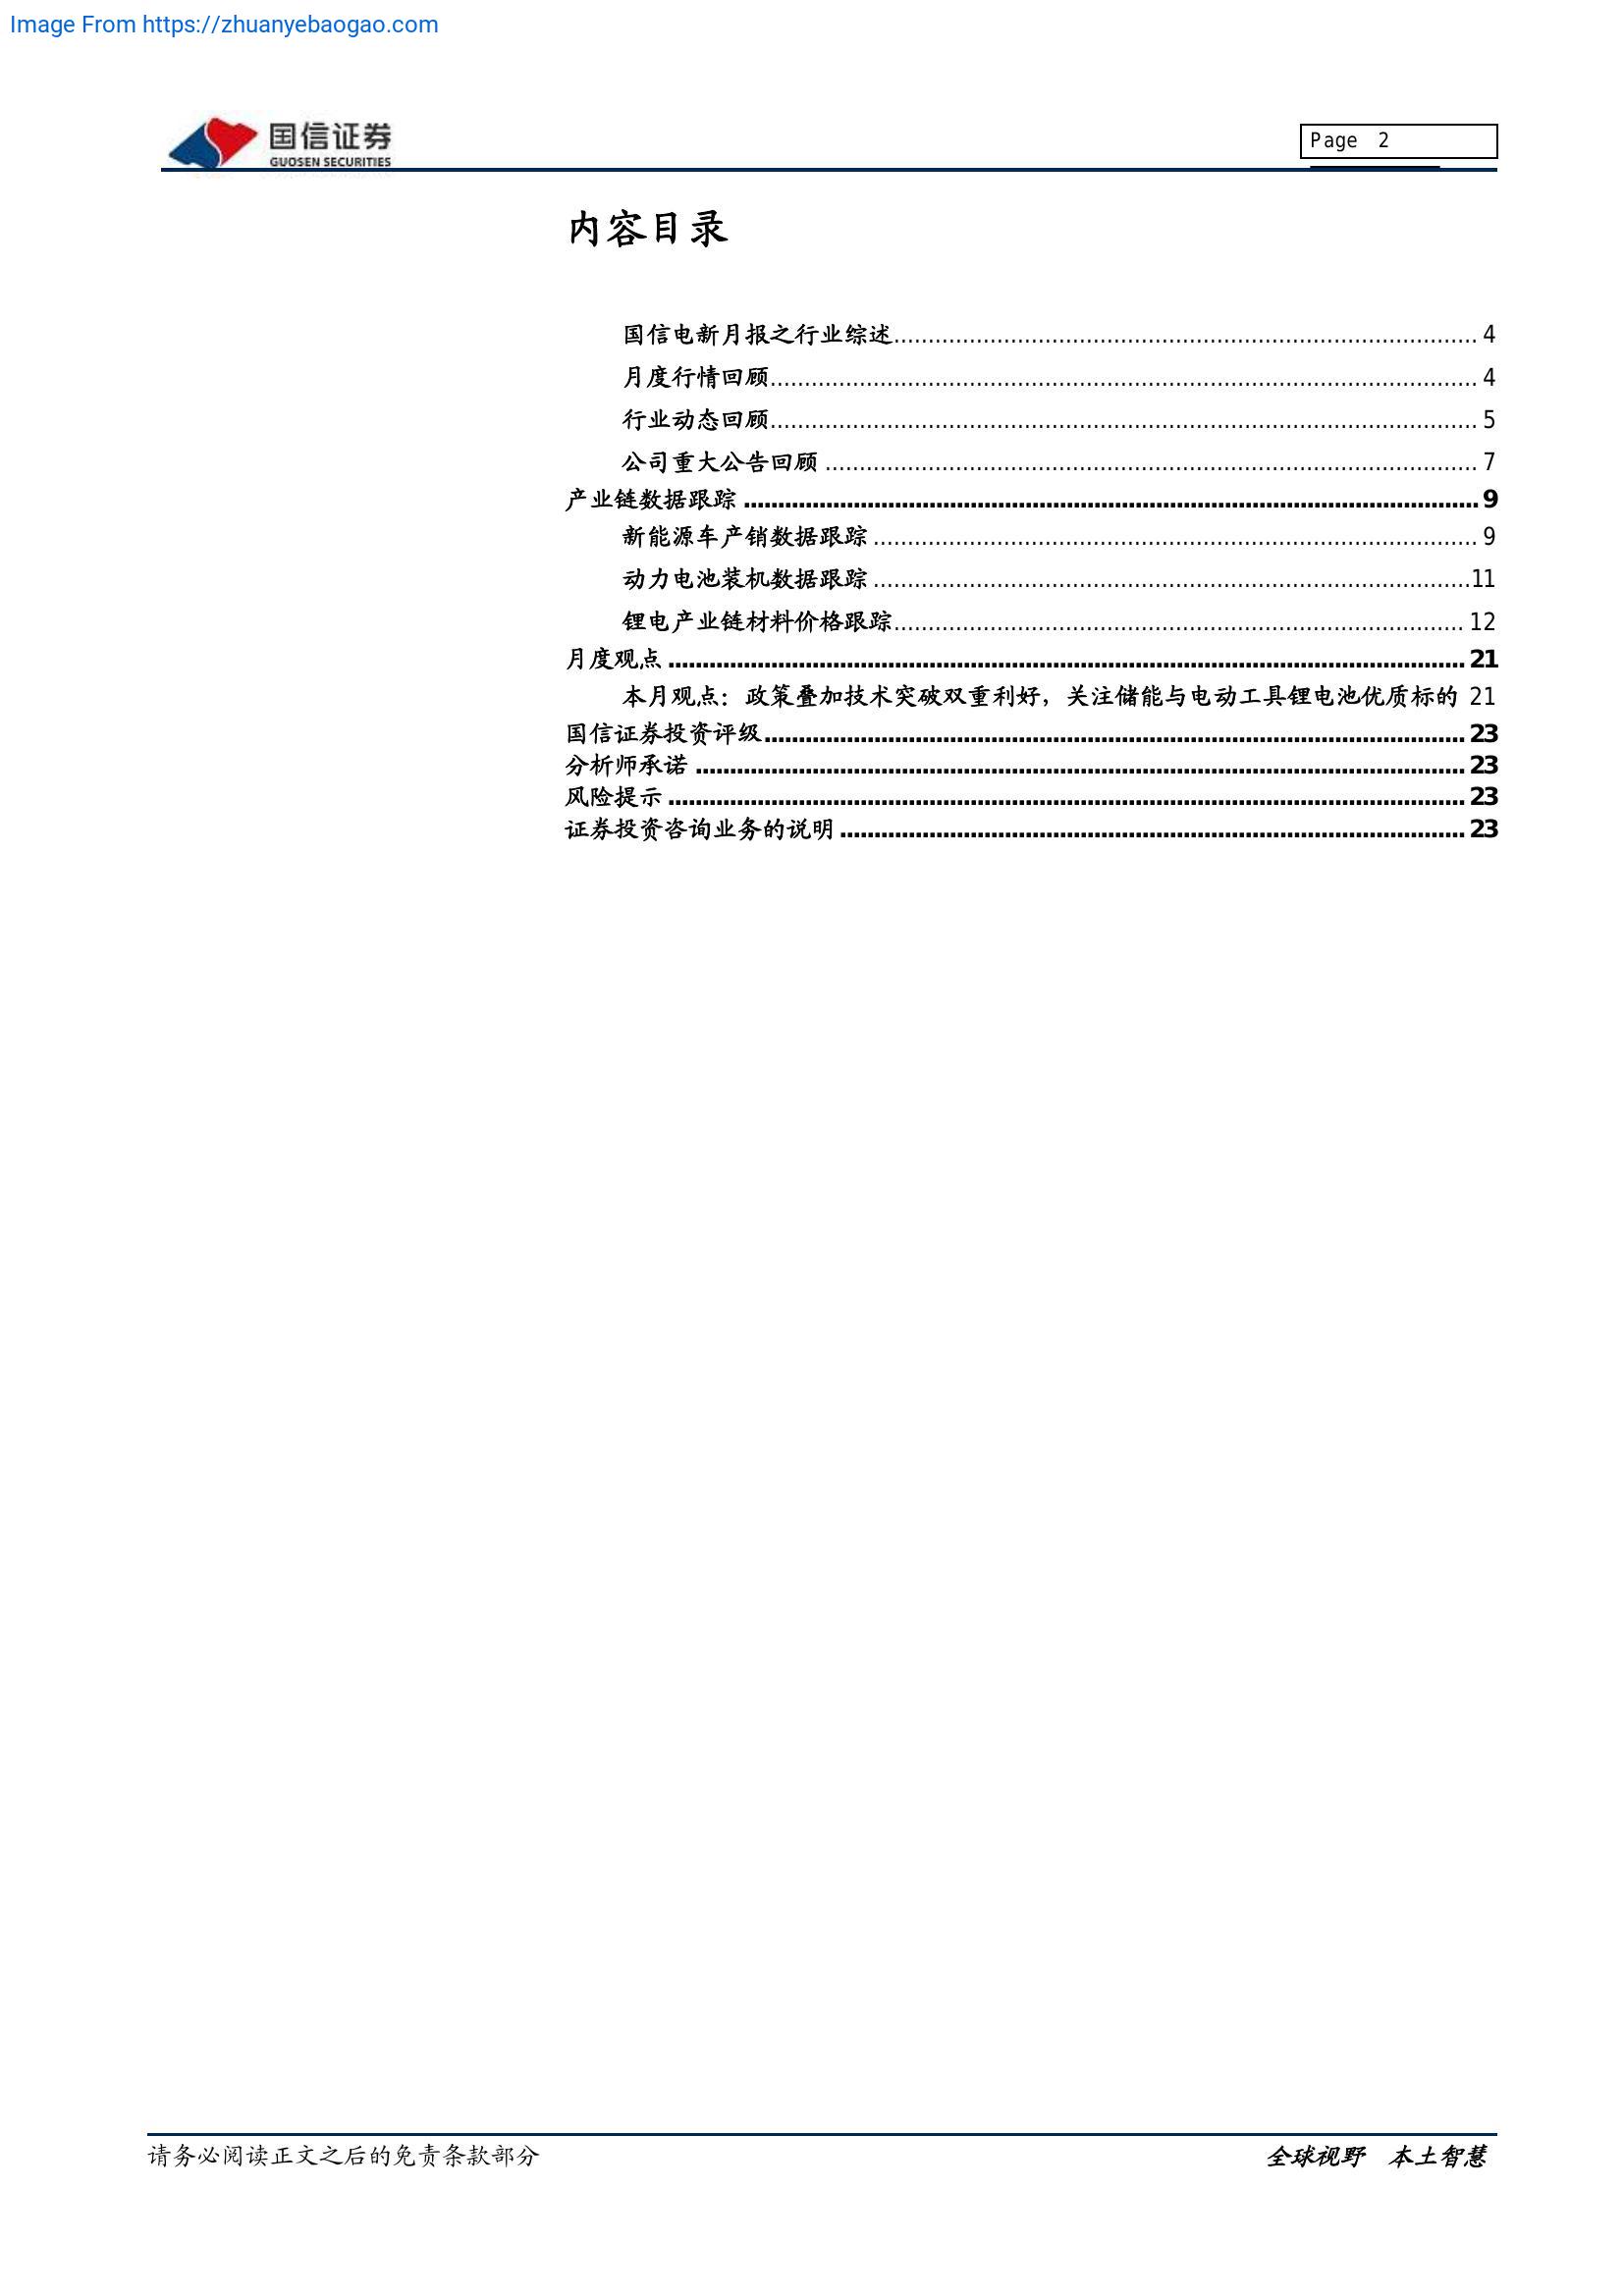 Image From https://zhuanyebaogao.com
国信证券
GUOSEN SECURITIES
Page 2
内容目录
国信电新月报之行业综述 4
月度行情回顾 4
行业动态回顾 5
公司重大公告回顾 7
产业链数据跟踪 9
新能源车产销数据跟踪 9
动力电池装机数据跟踪 11
锂电产业链材料价格跟踪 12
月度观点 21
本月观点：政策叠加技术突破双重利好，关注储能与电动工具锂电池优质标的 21
国信证券投资评级 23
分析师承诺 23
风险提示 23
证券投资咨询业务的说明 23
请务必阅读正文之后的免责条款部分
全球视野 本土智慧